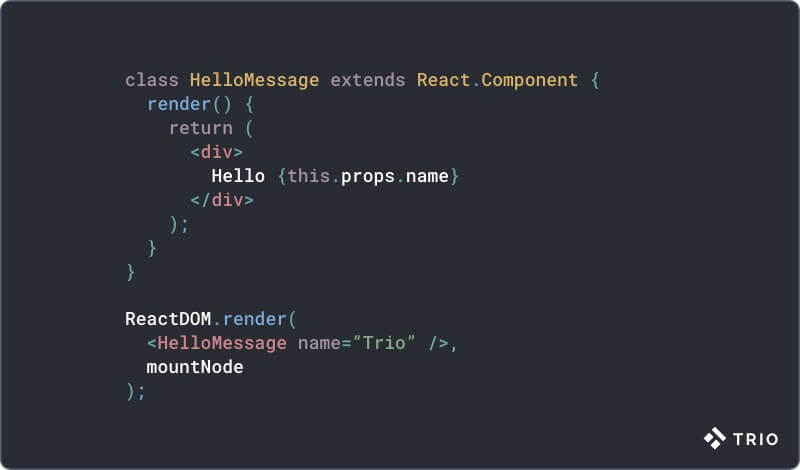 class HelloMessage extends React.Component {
  render() {
    return (
      <div>
        Hello {this.props.name}
      </div>
    );
  }
}

ReactDOM.render(
  <HelloMessage name=“Trio” />,
  mountNode
);
TRIO